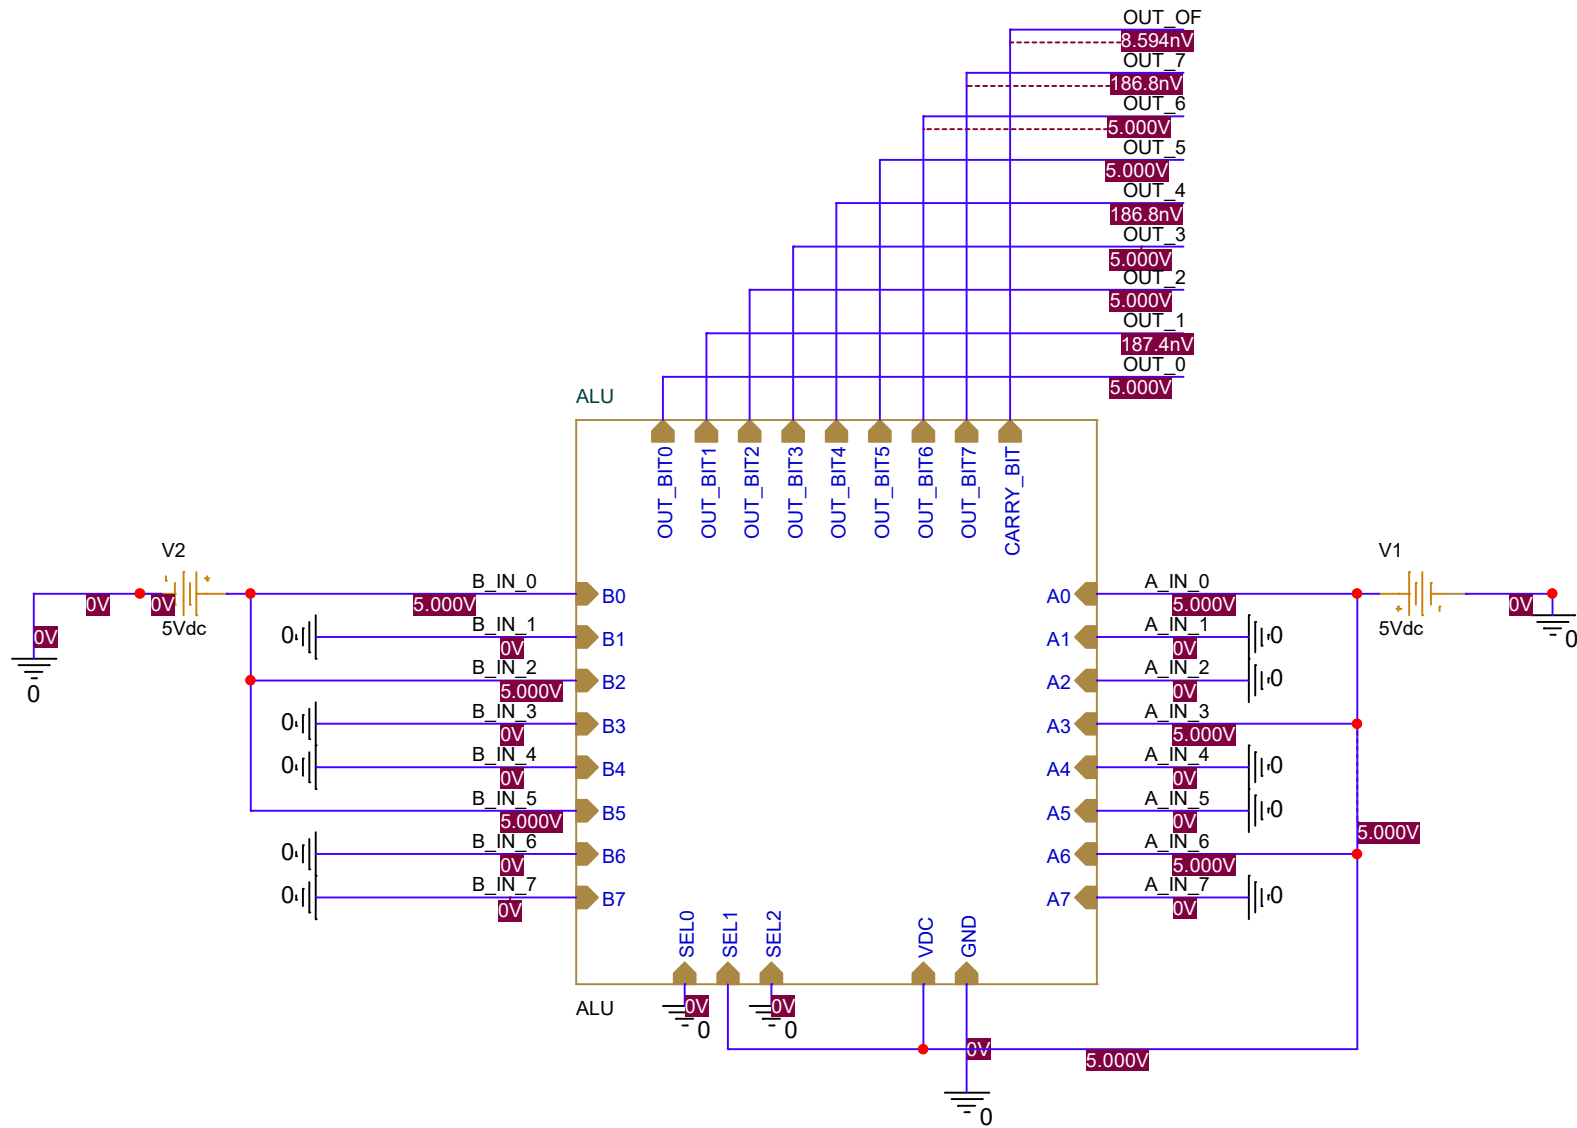 OUT_OF
8.594nV
OUT_7
186.8nV
OUT_6
5.000V
OUT_5
5.000V
OUT_4
186.8nV
OUT_3
5.000V
OUT_2
5.000V
OUT_1
187.4nV
OUT_0
5.000V
ALU
OUT_BIT0
OUT_BIT1
OUT_BIT2
OUT_BIT3
OUT_BIT4
OUT_BIT5
OUT_BIT6
OUT_BIT7
CARRY_BIT
V2
+
5Vdc
0V
0V
0V
0
B_IN_0
5.000V
B0
B_IN_1
0
0V
B1
B_IN_2
5.000V
B2
B_IN_3
0
0V
B3
B_IN_4
0
0V
B4
B_IN_5
5.000V
B5
B_IN_6
0
0V
B6
B_IN_7
0
0V
B7
V1
+
5Vdc
0V
0
A_IN_0
A0
5.000V
A_IN_1
A1
0V
0
A_IN_2
A2
0V
0
A_IN_3
A3
5.000V
A_IN_4
A4
0V
0
A_IN_5
A5
0V
0
A_IN_6
A6
5.000V
5.000V
A_IN_7
A7
0V
0
SEL0
SEL1
SEL2
VDC
GND
ALU
0V
0
0V
0
0V
5.000V
0